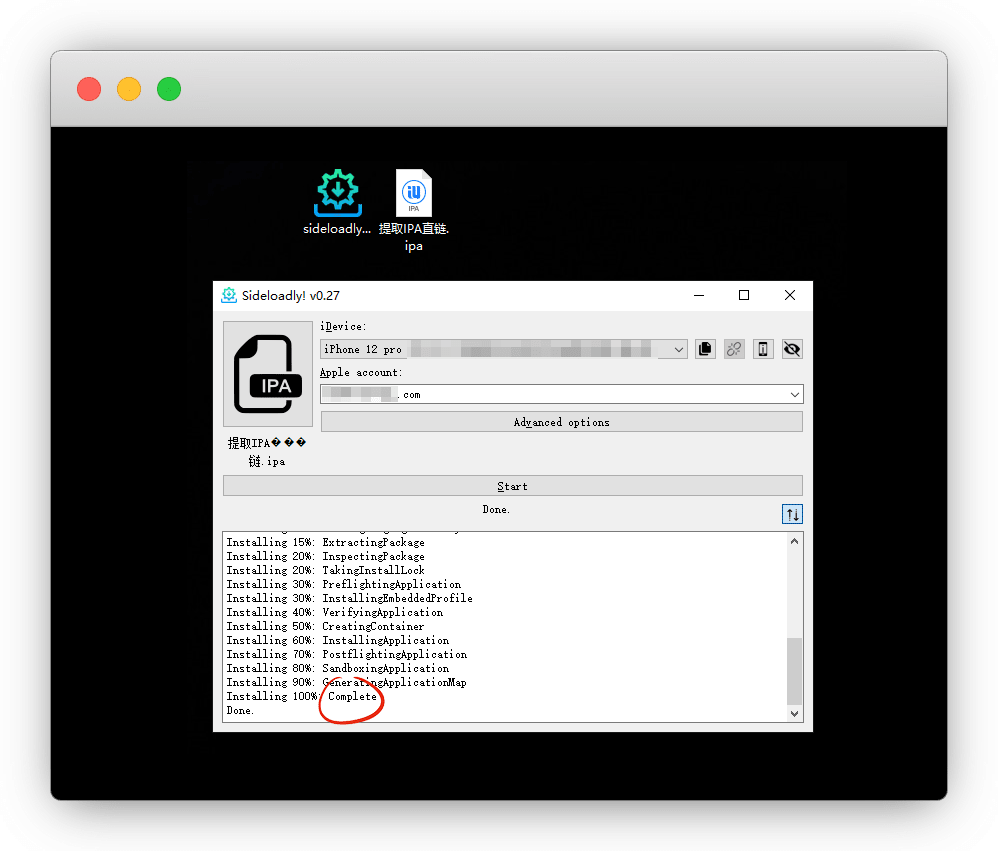 sideloadly...
提取IPA直链.
ipa
IPA
Sideloadly! v0.27
iDevice:
iPhone 12 pro
Apple account:
.com
Advanced options
IPA
提取IPA���
链.ipa
Start
Done.
Installing 15%: ExtractingPackage
Installing 20%: InspectingPackage
Installing 20%: TakingInstallLock
Installing 30%: PreflightingApplication
Installing 30%: InstallingEmbeddedProfile
Installing 40%: VerifyingApplication
Installing 50%: CreatingContainer
Installing 60%: InstallingApplication
Installing 70%: PostflightingApplication
Installing 80%: SandboxingApplication
Installing 90%: GeneratingApplicationMap
Installing 100%: Complete
Done.